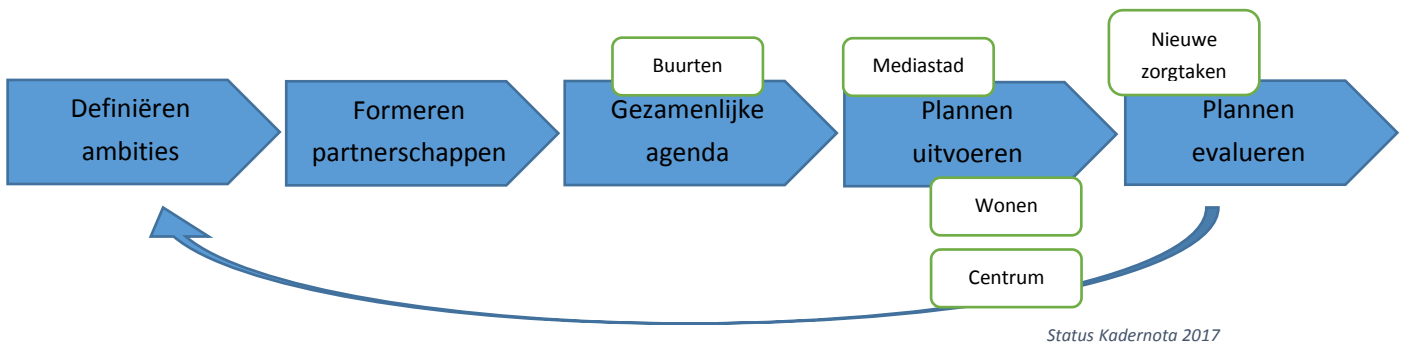 Definiëren
ambities
Formeren
partnerschappen
Buurten
Gezamenlijke
agenda
Mediastad
Plannen
uitvoeren
Wonen
Centrum
Nieuwe
zorgtaken
Plannen
evalueren
Status Kadernota 2017